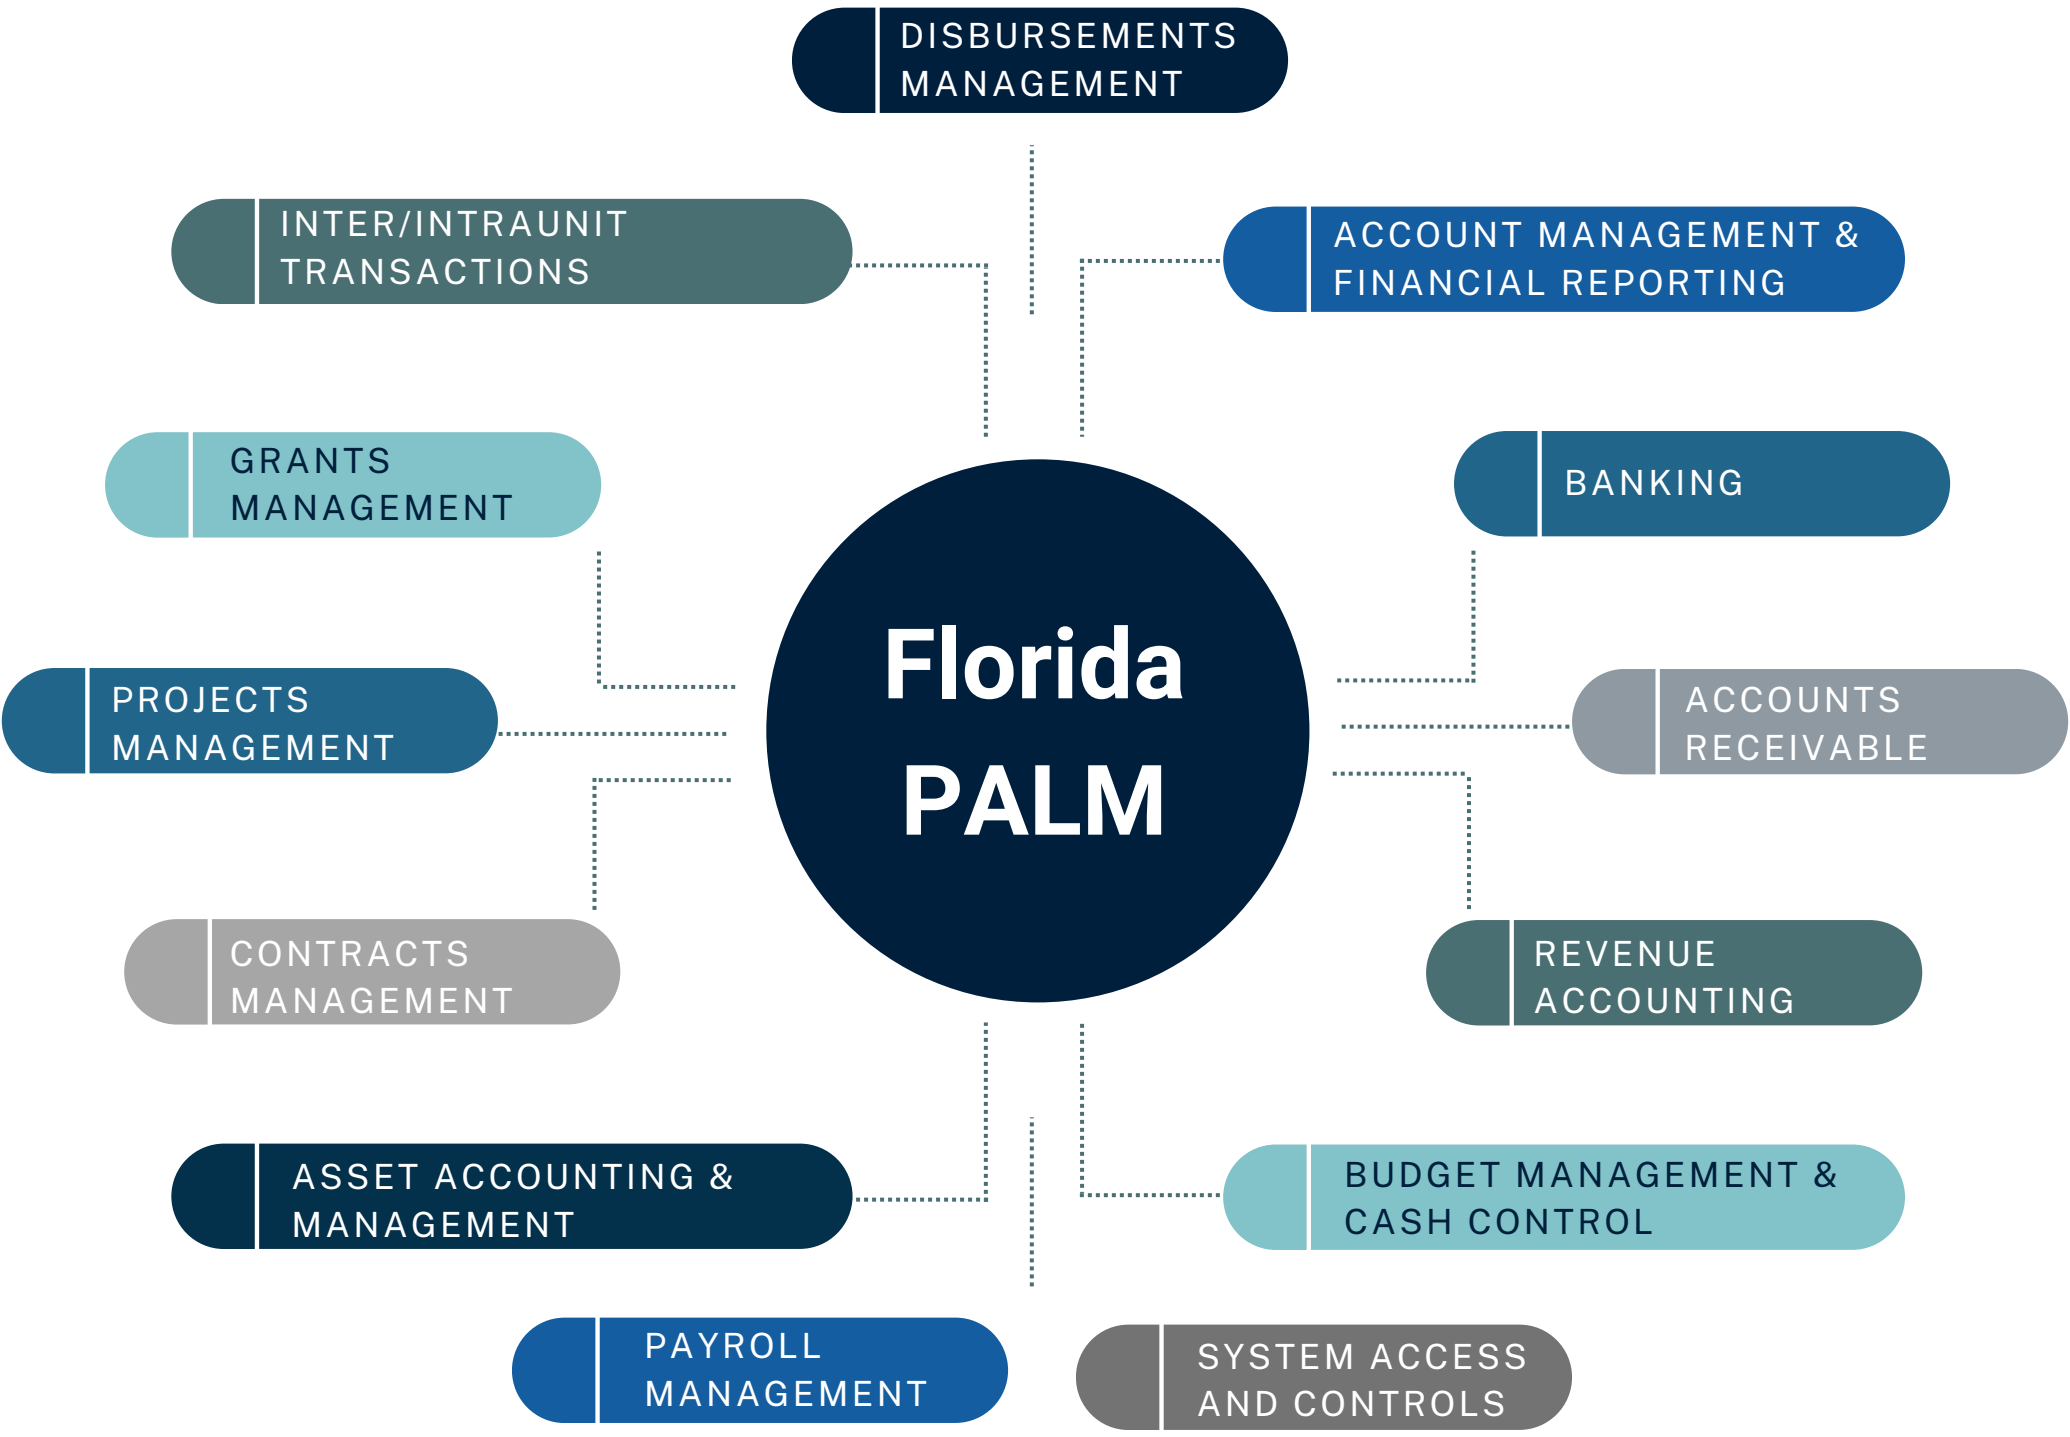 DISBURSEMENTS
MANAGEMENT
INTER/INTRAUNIT
TRANSACTIONS
ACCOUNT MANAGEMENT &
FINANCIAL REPORTING
GRANTS
MANAGEMENT
BANKING
Florida
PALM
PROJECTS
MANAGEMENT
ACCOUNTS
RECEIVABLE
CONTRACTS
MANAGEMENT
REVENUE
ACCOUNTING
ASSET ACCOUNTING &
MANAGEMENT
BUDGET MANAGEMENT &
CASH CONTROL
PAYROLL
MANAGEMENT
SYSTEM ACCESS
AND CONTROLS